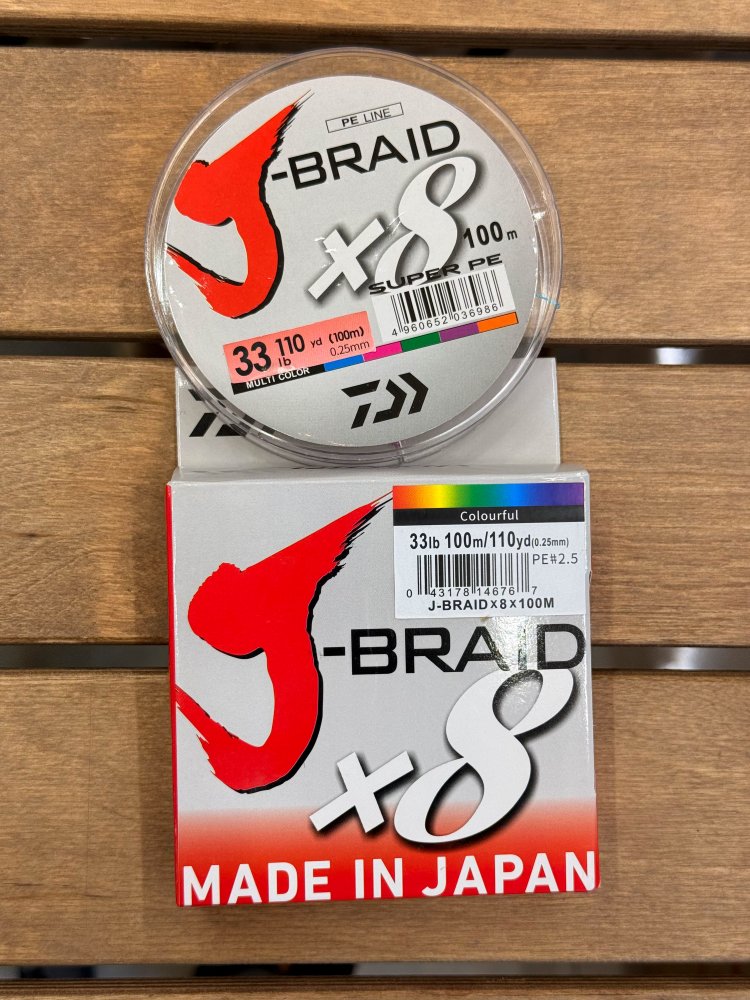 PE LINE
J-BRAID
x8
100 m
SUPER PE
4 960652 036986
33 lb 110 yd (100m)
0.25mm
MULTI COLOR
Colourful
33lb 100m/110yd(0.25mm)
PE#2.5
0 43178 14676 7
J-BRAID×8×100M
J-BRAID
x8
MADE IN JAPAN